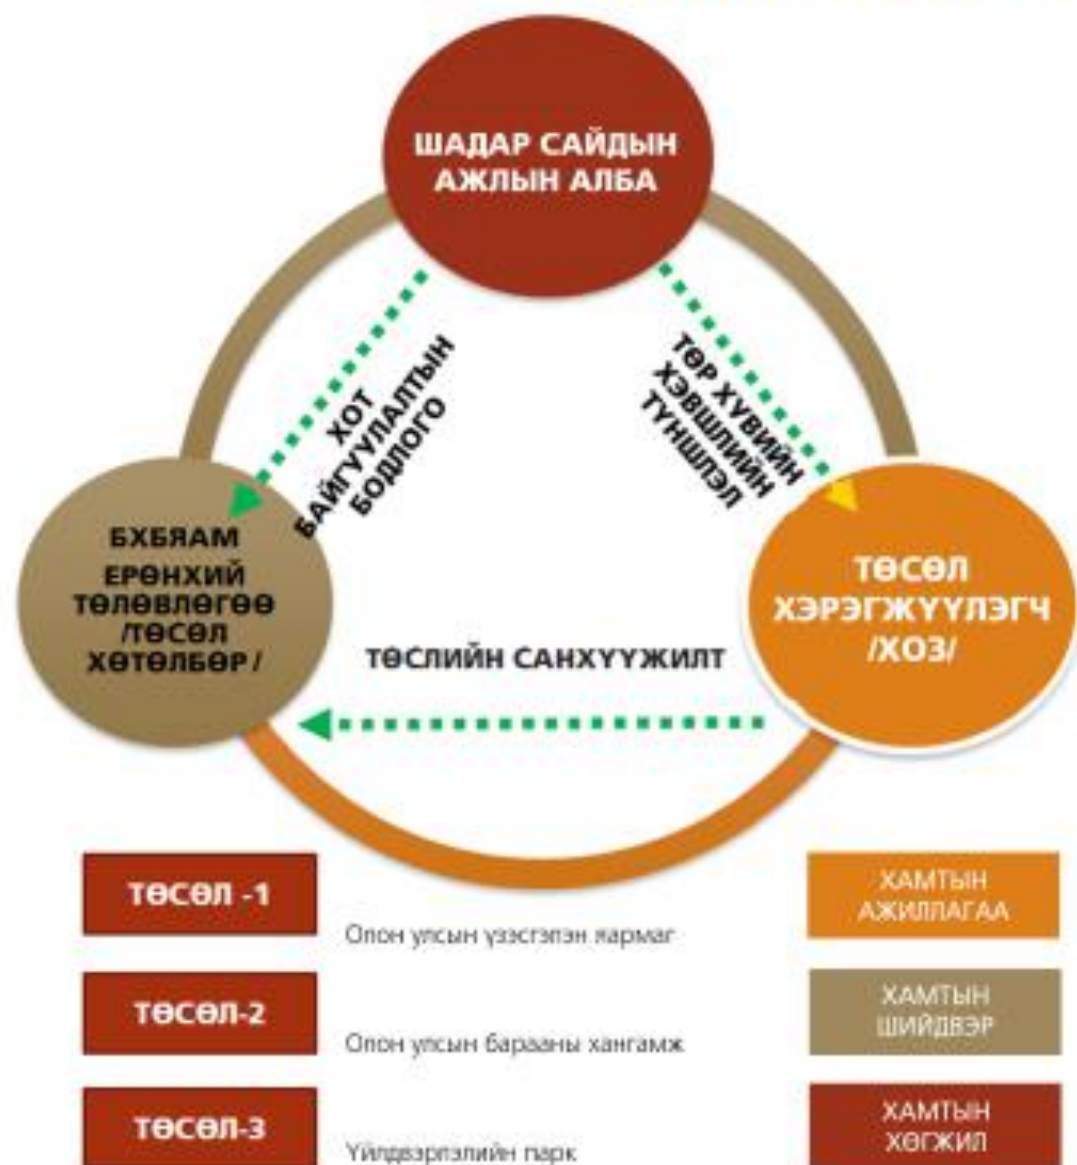 ШАДАР САЙДЫН
АЖЛЫН АЛБА
ХОТ
БАЙГУУЛАЛТЫН
БОДЛОГО
ТӨР ХУВИЙН
ХЭВШЛИЙН
ТҮНШЛЭЛ
БХБЯАМ
ЕРӨНХИЙ
ТӨЛӨВЛӨГӨӨ
/ТӨСӨЛ
ХӨТӨЛБӨР/
ТӨСӨЛ
ХЭРЭГЖҮҮЛЭГЧ
/ХОЗ/
ТӨСЛИЙН САНХҮҮЖИЛТ
ТӨСӨЛ -1
Олон улсын үзэсгэлэн яармаг
ТӨСӨЛ-2
Олон улсын барааны хангамж
ТӨСӨЛ-3
Үйлдвэрлэлийн парк
ХАМТЫН
АЖИЛЛАГАА
ХАМТЫН
ШИЙДВЭР
ХАМТЫН
ХӨГЖИЛ